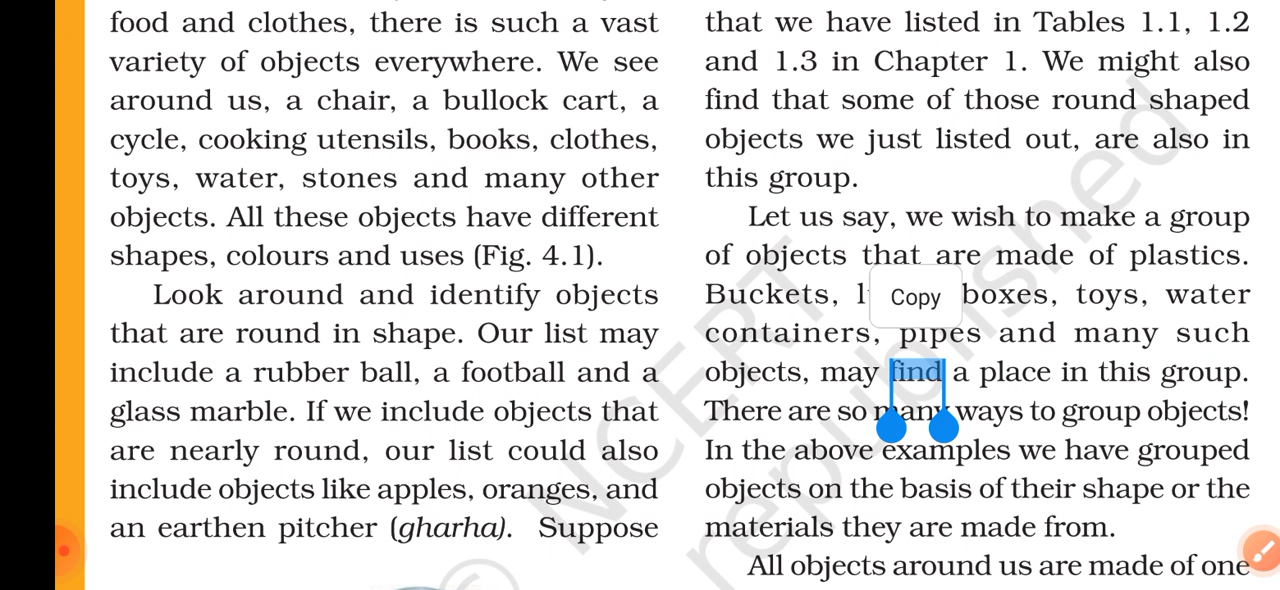 food and clothes, there is such a vast
variety of objects everywhere. We see
around us, a chair, a bullock cart, a
cycle, cooking utensils, books, clothes,
toys, water, stones and many other
objects. All these objects have different
shapes, colours and uses (Fig. 4.1).
Look around and identify objects
that are round in shape. Our list may
include a rubber ball, a football and a
glass marble. If we include objects that
are nearly round, our list could also
include objects like apples, oranges, and
an earthen pitcher (gharha). Suppose
that we have listed in Tables 1.1, 1.2
and 1.3 in Chapter 1. We might also
find that some of those round shaped
objects we just listed out, are also in
this group.
Let us say, we wish to make a group
of objects that are made of plastics.
Buckets, boxes, toys, water
Copy
containers, pipes and many such
objects, may find a place in this group.
There are so many ways to group objects!
In the above examples we have grouped
objects on the basis of their shape or the
materials they are made from.
All objects around us are made of one
© NCERT
republished